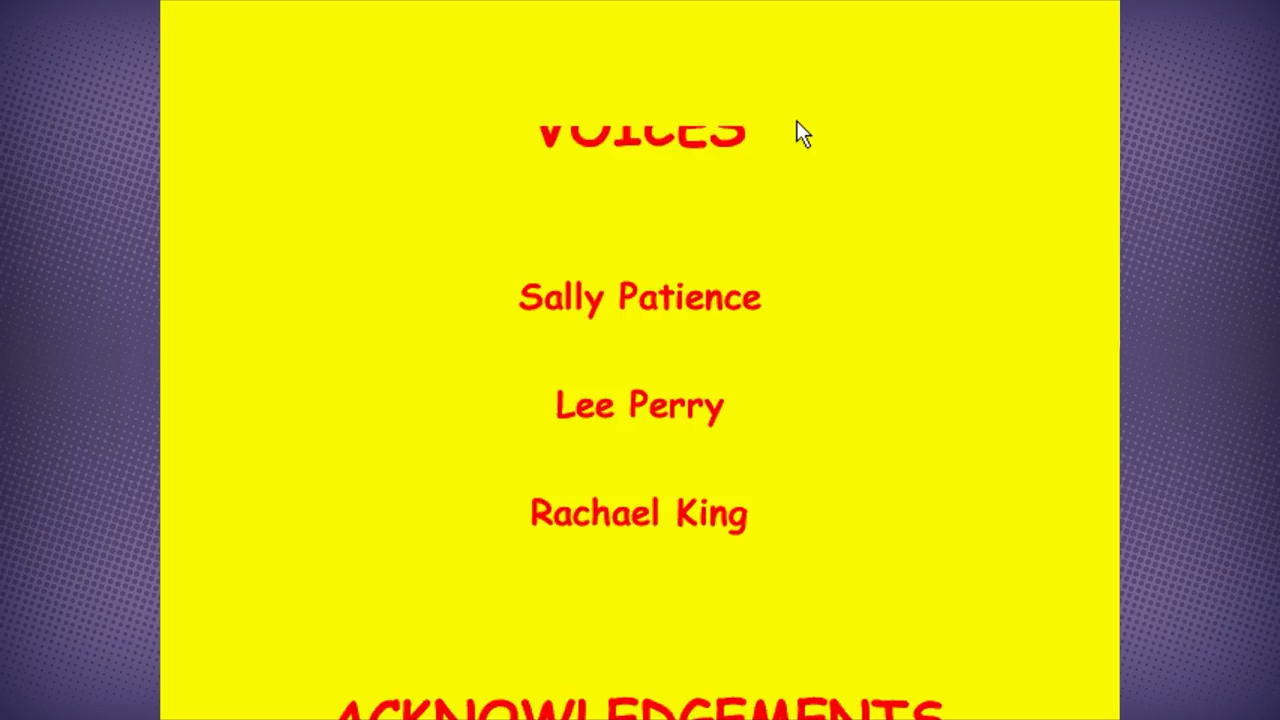 VOICES
Sally Patience
Lee Perry
Rachael King
ACKNOWLEDGEMENTS